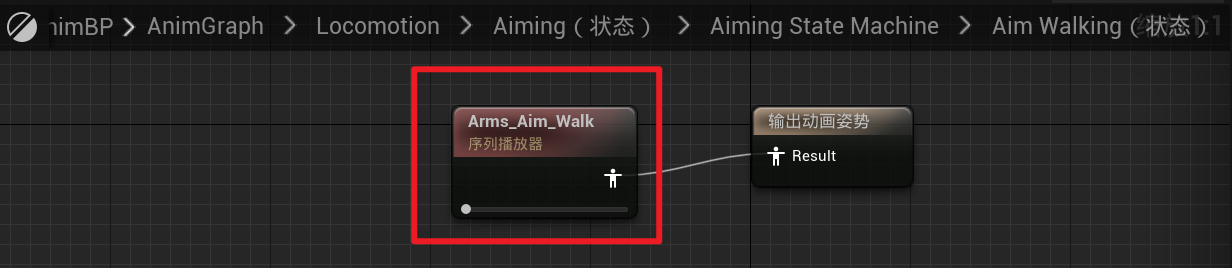 nimBP > AnimGraph > Locomotion > Aiming（状态） > Aiming State Machine > Aim Walking（状态）
Arms_Aim_Walk
序列播放器
输出动画姿势
Result